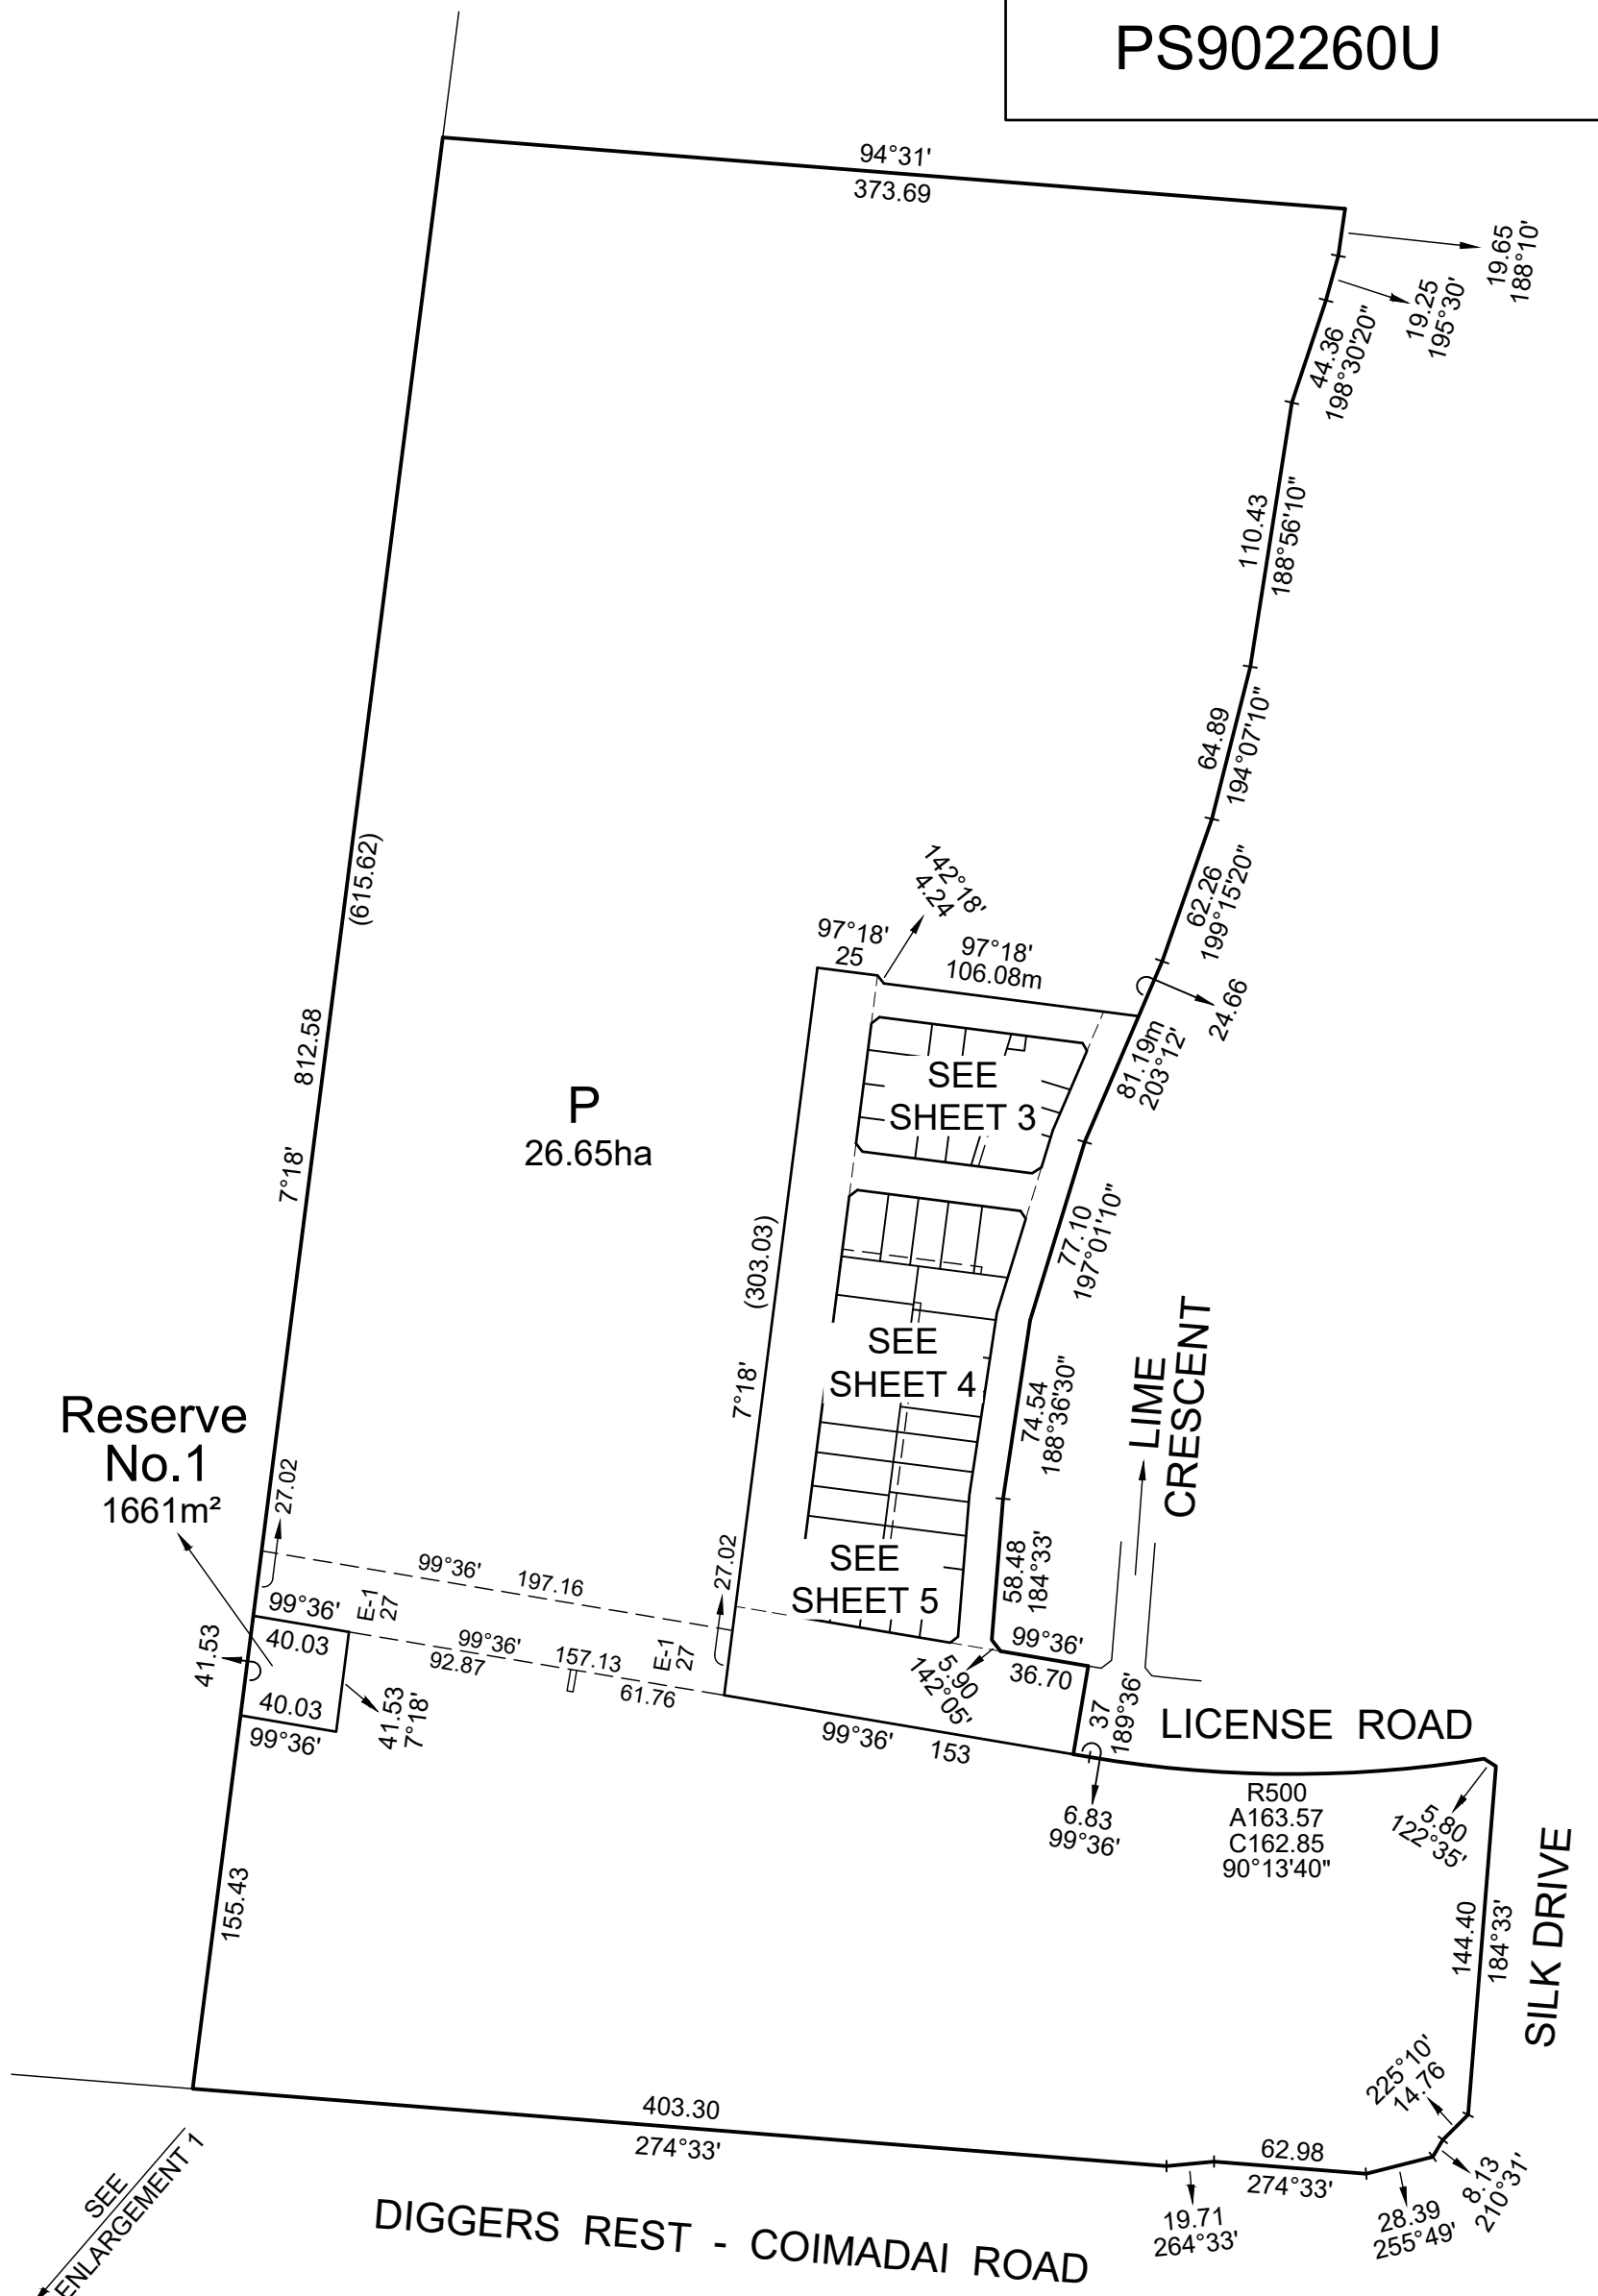 PS902260U
94°31'
373.69
19.65
188°10'
19.25
195°30'
44.36
198°30'20"
110.43
188°56'10"
64.89
194°07'10"
62.26
199°15'20"
(615.62)
812.58
7°18'
142°18'
4.24
97°18'
25
97°18'
106.08m
24.66
81.19m
203°12'
P
26.65ha
SEE
SHEET 3
77.10
197°01'10"
(303.03)
7°18'
SEE
SHEET 4
74.54
188°36'30"
LIME
CRESCENT
Reserve
No.1
1661m²
27.02
27.02
99°36'
197.16
SEE
SHEET 5
58.48
184°33'
99°36'
40.03
E-1
27
99°36'
92.87
157.13
61.76
E-1
27
41.53
40.03
99°36'
41.53
7°18'
5.90
142°05'
99°36'
36.70
37
189°36'
99°36'
153
LICENSE ROAD
6.83
99°36'
R500
A163.57
C162.85
90°13'40"
5.80
122°35'
155.43
144.40
184°33'
SILK DRIVE
225°10'
14.76
403.30
274°33'
62.98
274°33'
8.13
210°31'
19.71
264°33'
28.39
255°49'
SEE
ENLARGEMENT 1
DIGGERS REST - COIMADAI ROAD